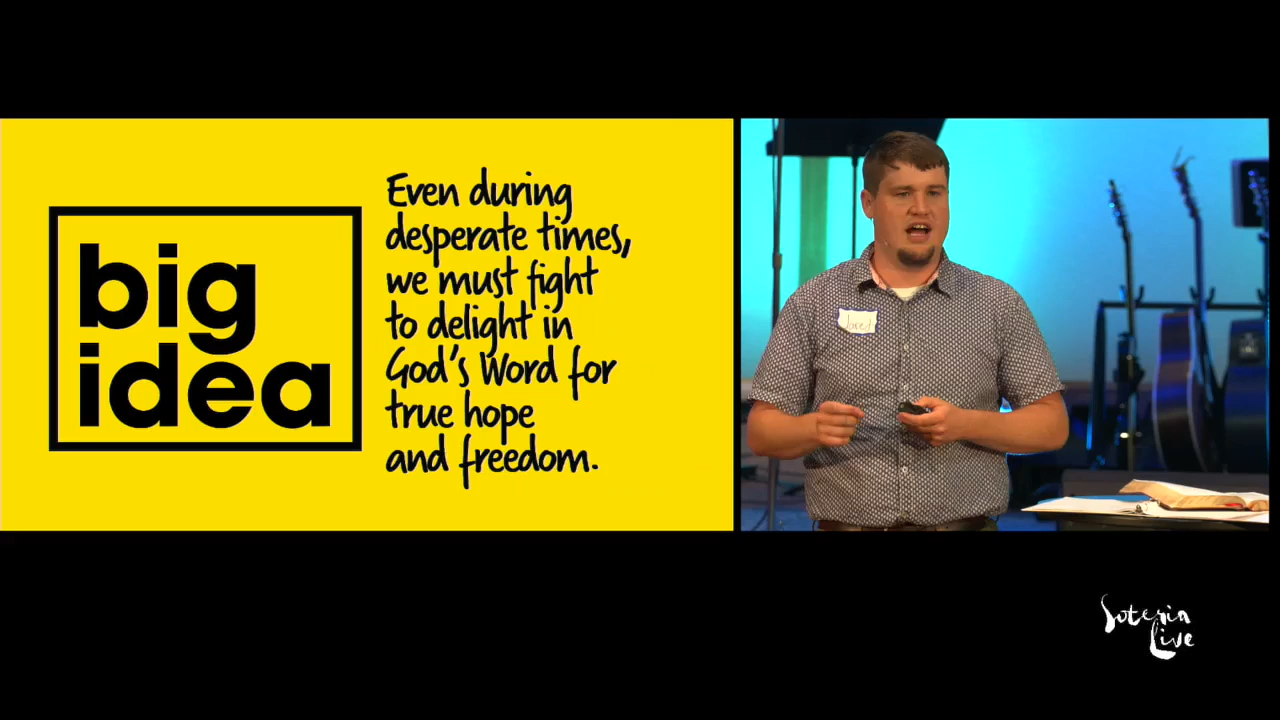 big
idea
Even during
desperate times,
we must fight
to delight in
God's Word for
true hope
and freedom.
Soteria
Live